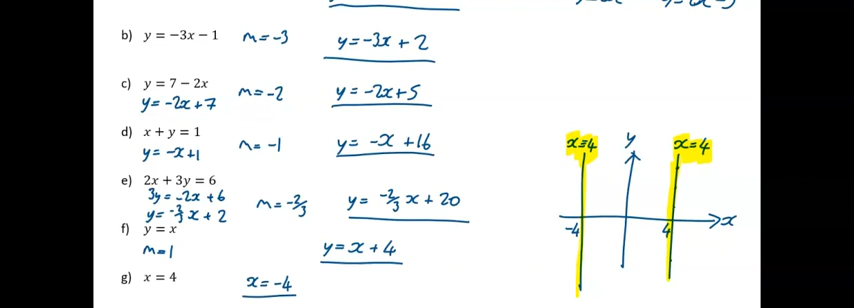 b) y = −3x − 1 m=-3 y=-3x+2
c) y = 7 − 2x
y=-2x+7 m=-2 y=-2x+5
d) x + y = 1
y=-x+1 m=-1 y=-x+16
e) 2x + 3y = 6
3y=-2x+6
y=-2/3x+2 m=-2/3 y=-2/3x+20
f) y = x
m=1 y=x+4
g) x = 4 x=-4
x=-4 y x=4
-4 4 x